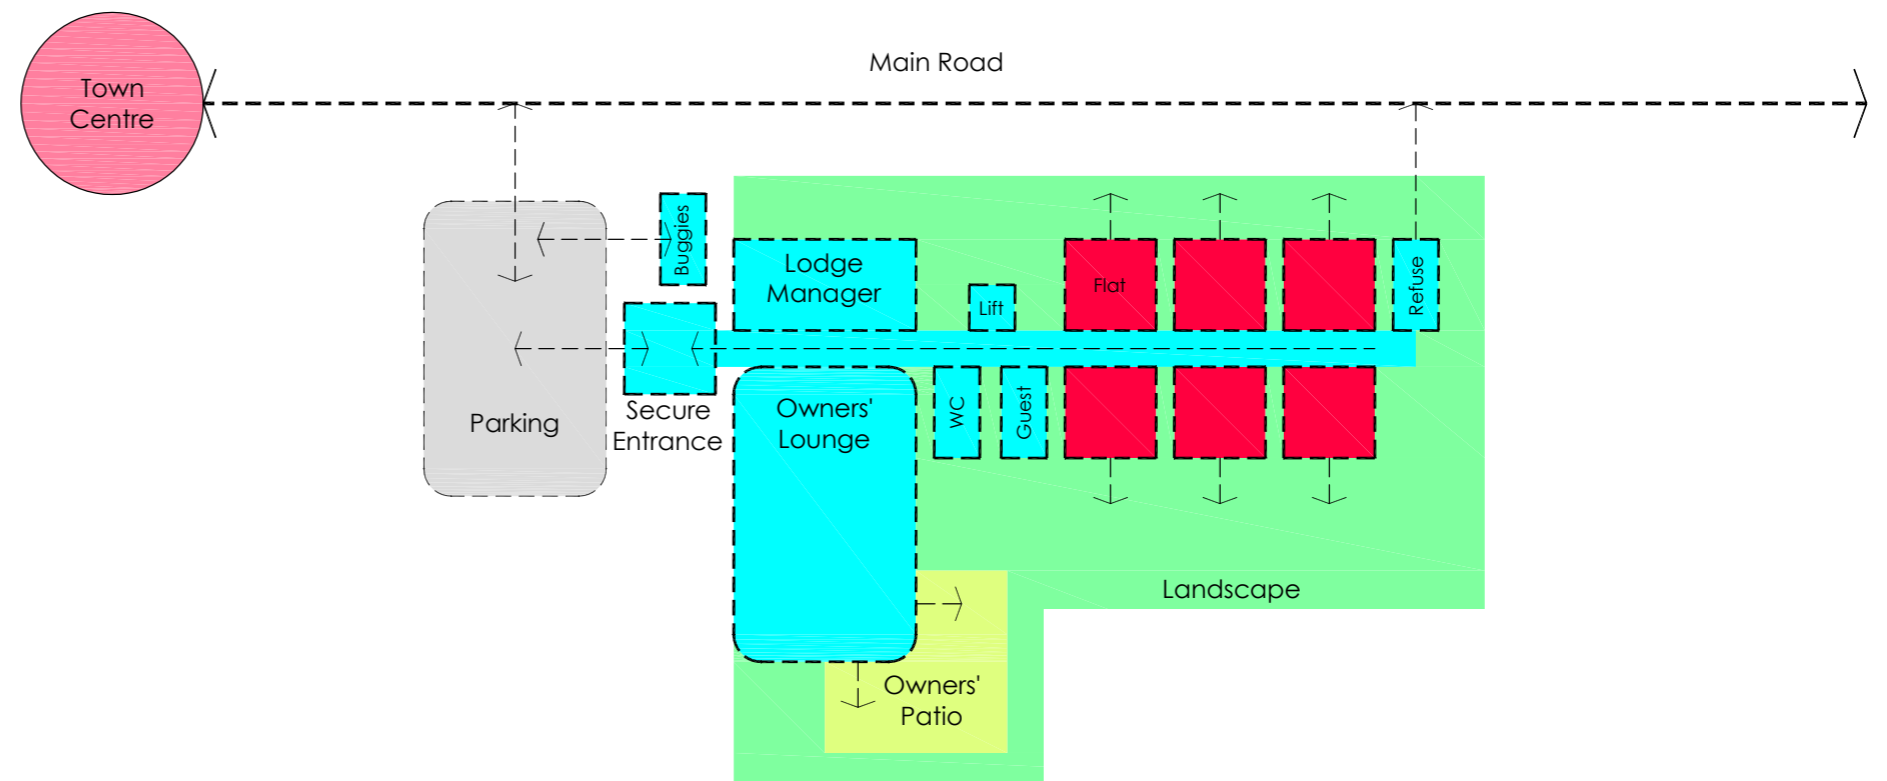 Main Road
Town
Centre
Buggies
Lodge
Manager
Lift
Flat
Refuse
Parking
Secure
Entrance
Owners'
Lounge
WC
Guest
Landscape
Owners'
Patio